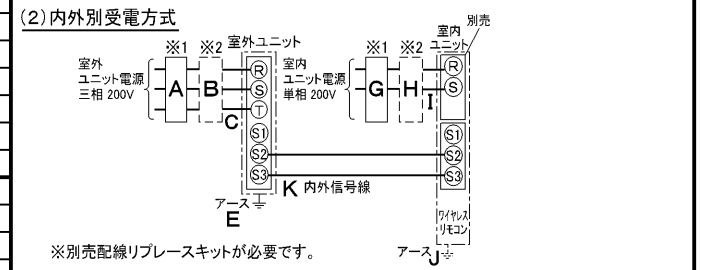 (2)内外別受電方式
別売
※1 ※2 室外ユニット
※1 ※2 室内
ユニット
室外
ユニット電源
三相 200V
A B
R
S
T
C
S1
S2
S3
室内
ユニット電源
単相 200V
G H
I
R
S
S1
S2
S3
K 内外信号線
アース
E
ワイヤレス
リモコン
アース J
※別売配線リプレースキットが必要です。